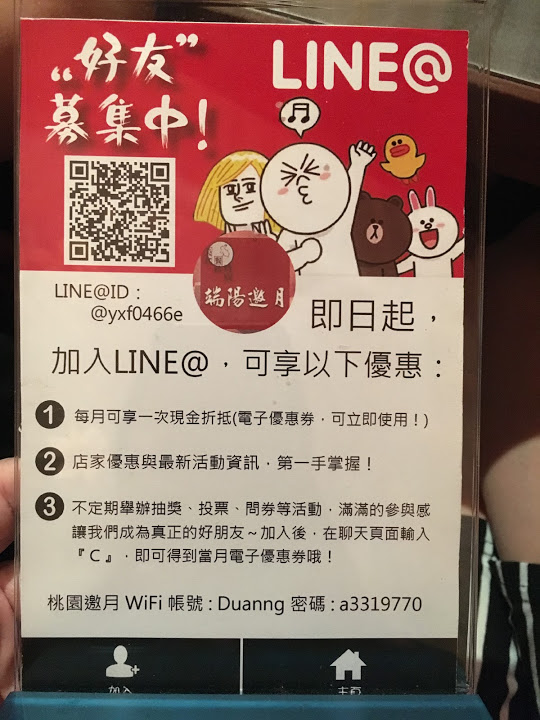 “好友”
募集中!
LINE@
LINE@ID：
@yxf0466e
端陽邀月
即日起，
加入LINE@，可享以下優惠：
1 每月可享一次現金折抵(電子優惠券，可立即使用！)
2 店家優惠與最新活動資訊，第一手掌握！
3 不定期舉辦抽獎、投票、問券等活動，滿滿的參與感
讓我們成為真正的好朋友～加入後，在聊天頁面輸入
『C』，即可得到當月電子優惠券哦！
桃園邀月 WiFi 帳號 : Duanng 密碼 : a3319770
加入
主頁